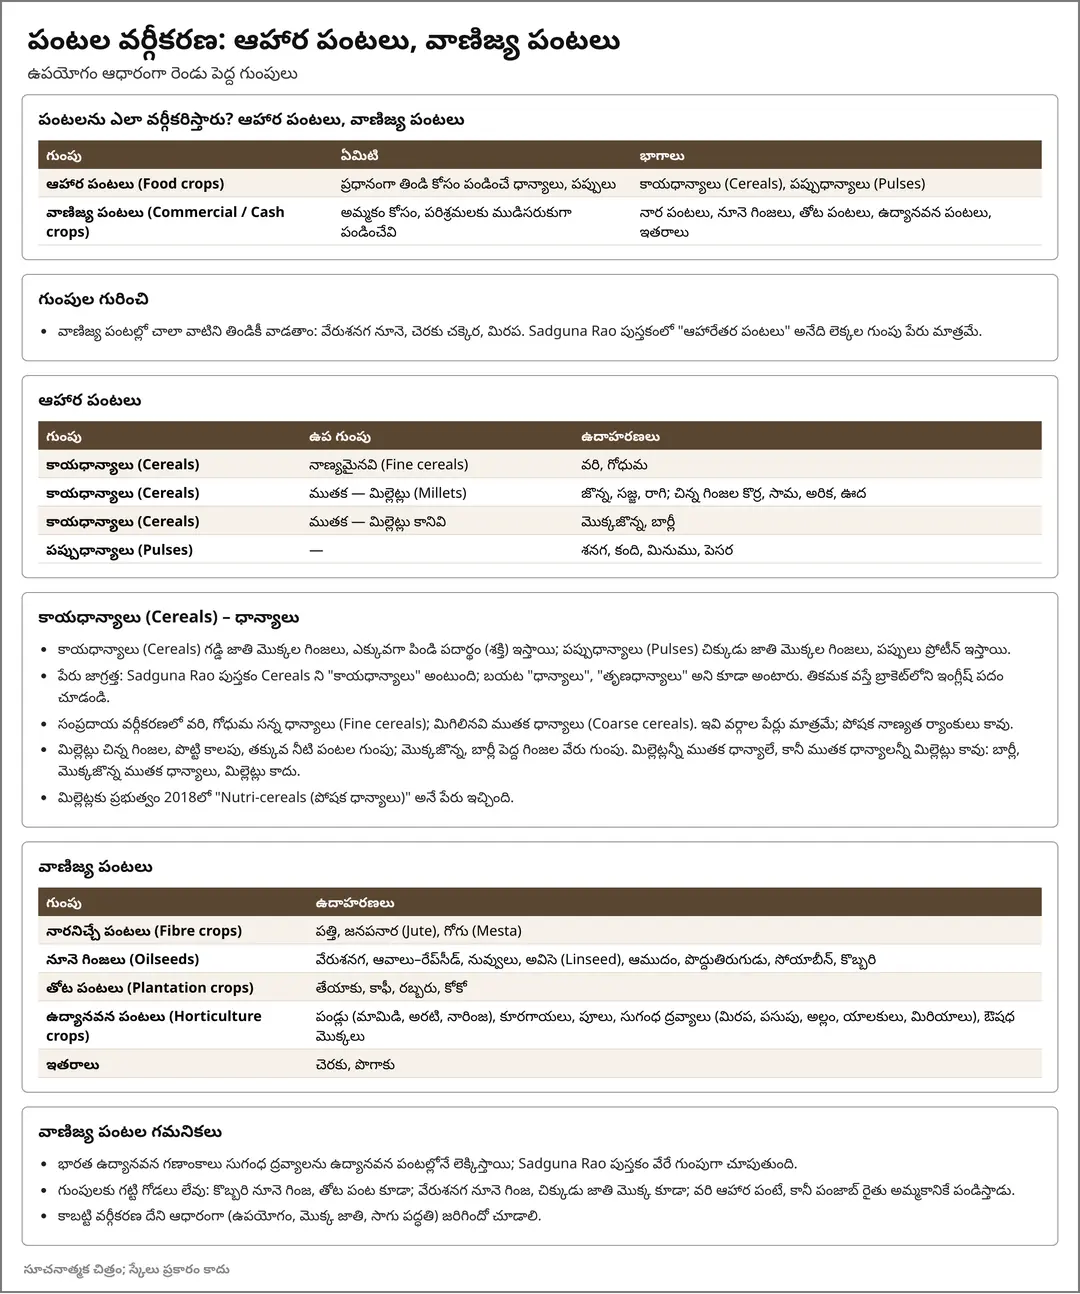 పంటల వర్గీకరణ: ఆహార పంటలు, వాణిజ్య పంటలు
ఉపయోగం ఆధారంగా రెండు పెద్ద గుంపులు
పంటలను ఎలా వర్గీకరిస్తారు? ఆహార పంటలు, వాణిజ్య పంటలు
గుంపు ఏమిటి భాగాలు
ఆహార పంటలు (Food crops) ప్రధానంగా తిండి కోసం పండించే ధాన్యాలు, పప్పులు కాయధాన్యాలు (Cereals), పప్పుధాన్యాలు (Pulses)
వాణిజ్య పంటలు (Commercial / Cash అమ్మకం కోసం, పరిశ్రమలకు ముడిసరుకుగా నార పంటలు, నూనె గింజలు, తోట పంటలు, ఉద్యానవన పంటలు,
crops) పండించేవి ఇతరాలు
గుంపుల గురించి
• వాణిజ్య పంటల్లో చాలా వాటిని తిండికీ వాడతాం: వేరుశనగ నూనె, చెరకు చక్కెర, మిరప. Sadguna Rao పుస్తకంలో "ఆహారేతర పంటలు" అనేది లెక్కల గుంపు పేరు మాత్రమే.
ఆహార పంటలు
గుంపు ఉప గుంపు ఉదాహరణలు
కాయధాన్యాలు (Cereals) నాణ్యమైనవి (Fine cereals) వరి, గోధుమ
కాయధాన్యాలు (Cereals) ముతక — మిల్లెట్లు (Millets) జొన్న, సజ్జ, రాగి; చిన్న గింజల కొర్ర, సామ, అరిక, ఊద
కాయధాన్యాలు (Cereals) ముతక — మిల్లెట్లు కానివి మొక్కజొన్న, బార్లీ
పప్పుధాన్యాలు (Pulses) — శనగ, కంది, మినుము, పెసర
కాయధాన్యాలు (Cereals) – ధాన్యాలు
• కాయధాన్యాలు (Cereals) గడ్డి జాతి మొక్కల గింజలు, ఎక్కువగా పిండి పదార్థం (శక్తి) ఇస్తాయి; పప్పుధాన్యాలు (Pulses) చిక్కుడు జాతి మొక్కల గింజలు, పప్పులు ప్రోటీన్ ఇస్తాయి.
• పేరు జాగ్రత్త: Sadguna Rao పుస్తకం Cereals ని "కాయధాన్యాలు" అంటుంది; బయట "ధాన్యాలు", "తృణధాన్యాలు" అని కూడా అంటారు. తికమక వస్తే బ్రాకెట్‌లోని ఇంగ్లీష్ పదం
చూడండి.
• సంప్రదాయ వర్గీకరణలో వరి, గోధుమ సన్న ధాన్యాలు (Fine cereals); మిగిలినవి ముతక ధాన్యాలు (Coarse cereals). ఇవి వర్గాల పేర్లు మాత్రమే; పోషక నాణ్యత ర్యాంకులు కావు.
• మిల్లెట్లు చిన్న గింజల, పొట్టి కాలపు, తక్కువ నీటి పంటల గుంపు; మొక్కజొన్న, బార్లీ పెద్ద గింజల వేరు గుంపు. మిల్లెట్లన్నీ ముతక ధాన్యాలే, కానీ ముతక ధాన్యాలన్నీ మిల్లెట్లు కావు: బార్లీ,
మొక్కజొన్న ముతక ధాన్యాలు, మిల్లెట్లు కాదు.
• మిల్లెట్లకు ప్రభుత్వం 2018లో "Nutri-cereals (పోషక ధాన్యాలు)" అనే పేరు ఇచ్చింది.
వాణిజ్య పంటలు
గుంపు ఉదాహరణలు
నారనిచ్చే పంటలు (Fibre crops) పత్తి, జనపనార (Jute), గోగు (Mesta)
నూనె గింజలు (Oilseeds) వేరుశనగ, ఆవాలు–రేప్‌సీడ్, నువ్వులు, అవిసె (Linseed), ఆముదం, పొద్దుతిరుగుడు, సోయాబీన్, కొబ్బరి
తోట పంటలు (Plantation crops) తేయాకు, కాఫీ, రబ్బరు, కోకో
ఉద్యానవన పంటలు (Horticulture పండ్లు (మామిడి, అరటి, నారింజ), కూరగాయలు, పూలు, సుగంధ ద్రవ్యాలు (మిరప, పసుపు, అల్లం, యాలకులు, మిరియాలు), ఔషధ
crops) మొక్కలు
ఇతరాలు చెరకు, పొగాకు
వాణిజ్య పంటల గమనికలు
• భారత ఉద్యానవన గణాంకాలు సుగంధ ద్రవ్యాలను ఉద్యానవన పంటల్లోనే లెక్కిస్తాయి; Sadguna Rao పుస్తకం వేరే గుంపుగా చూపుతుంది.
• గుంపులకు గట్టి గోడలు లేవు: కొబ్బరి నూనె గింజ, తోట పంట కూడా; వేరుశనగ నూనె గింజ, చిక్కుడు జాతి మొక్క కూడా; వరి ఆహార పంటే, కానీ పంజాబ్ రైతు అమ్మకానికే పండిస్తాడు.
• కాబట్టి వర్గీకరణ దేని ఆధారంగా (ఉపయోగం, మొక్క జాతి, సాగు పద్ధతి) జరిగిందో చూడాలి.
సూచనాత్మక చిత్రం; స్కేలు ప్రకారం కాదు